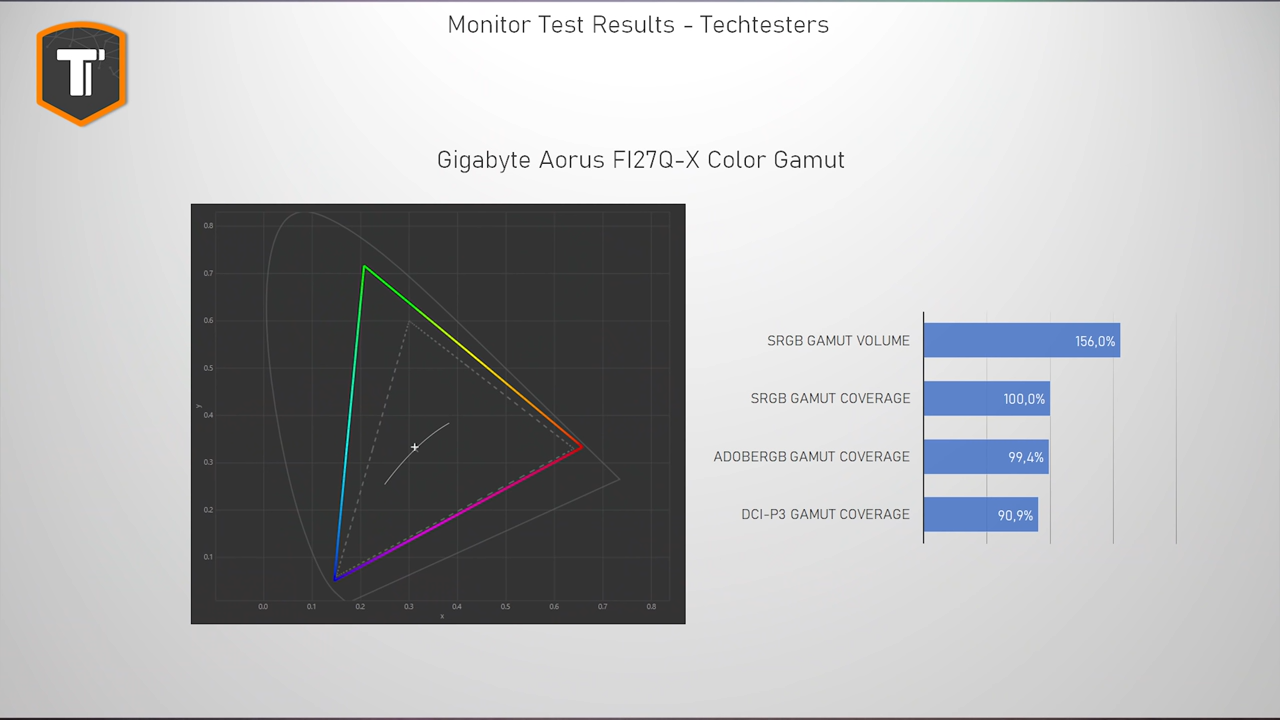 Monitor Test Results - Techtesters
Gigabyte Aorus FI27Q-X Color Gamut
0.8
0.7
0.6
0.5
0.4
0.3
0.2
0.1
y
0.0 0.1 0.2 0.3 0.4 0.5 0.6 0.7 0.8
x
SRGB GAMUT VOLUME 156,0%
SRGB GAMUT COVERAGE 100,0%
ADOBERGB GAMUT COVERAGE 99,4%
DCI-P3 GAMUT COVERAGE 90,9%